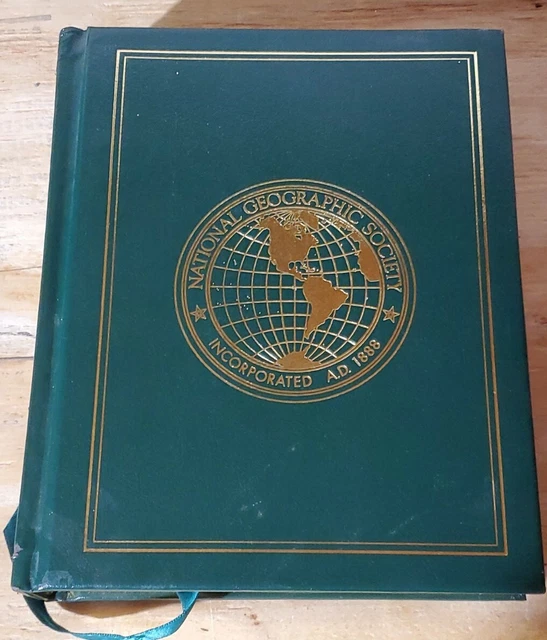 NATIONAL GEOGRAPHIC SOCIETY
INCORPORATED A.D. 1888